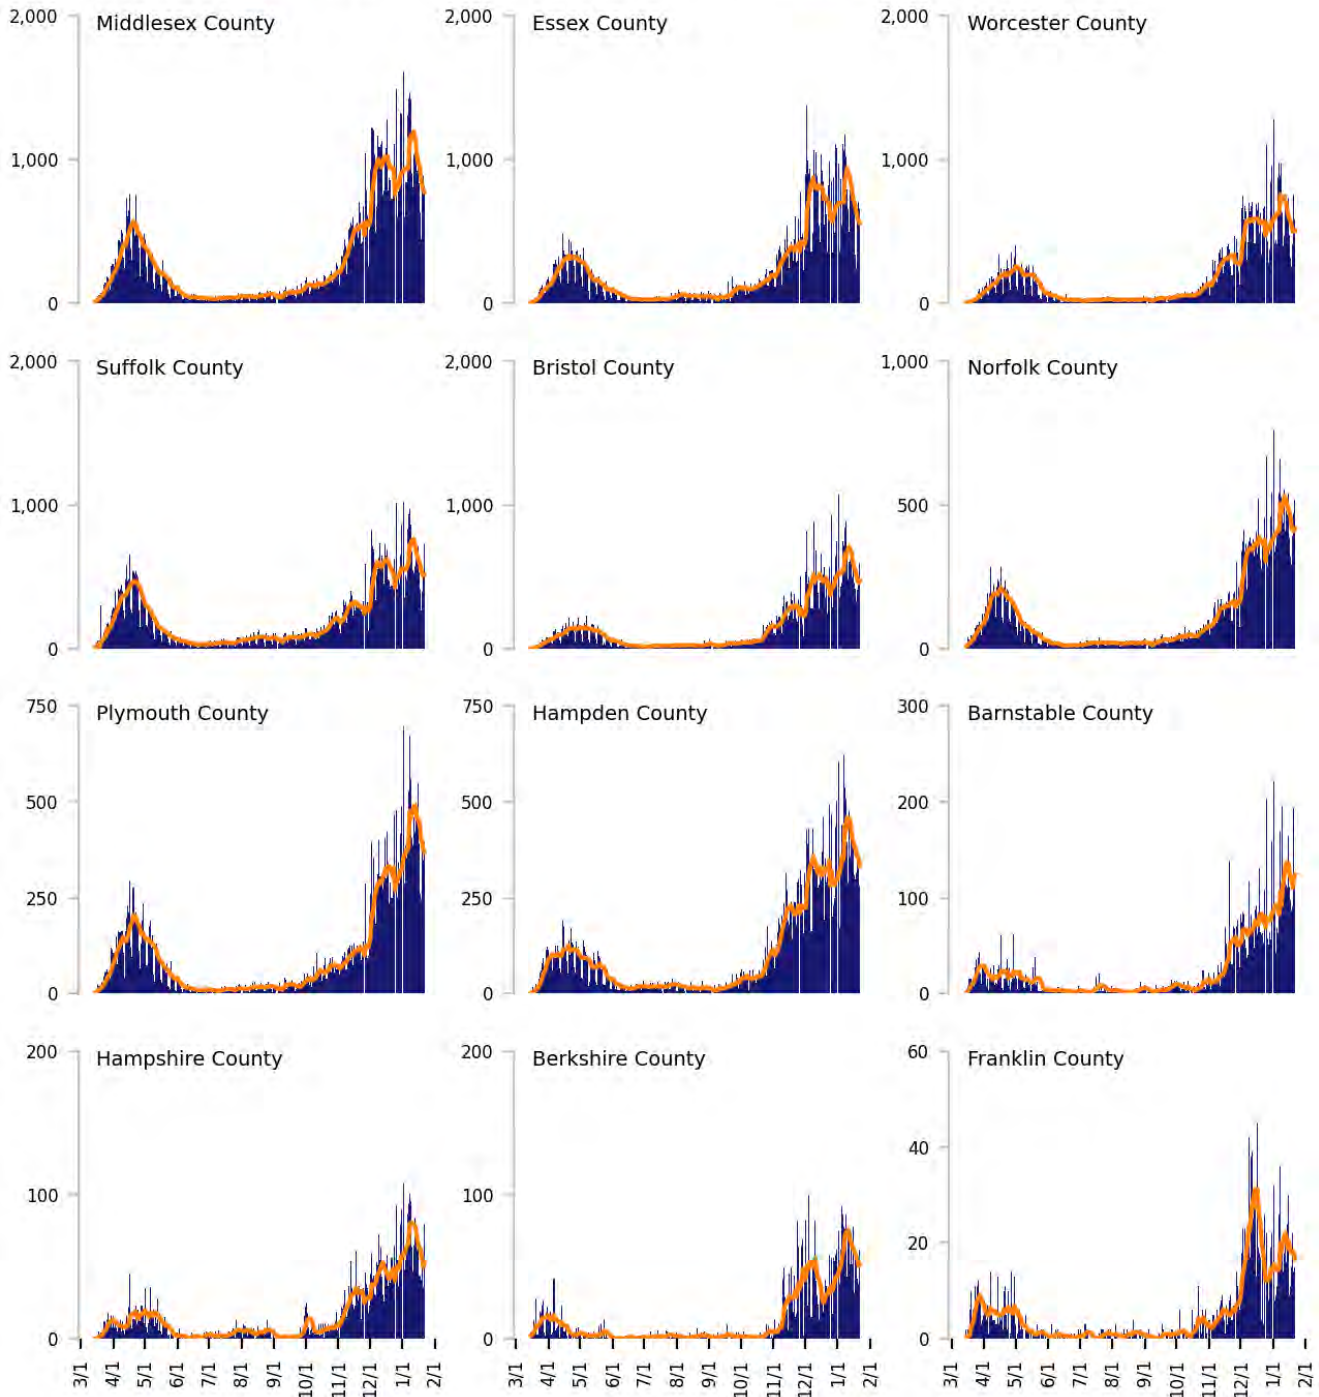 2,000 Middlesex County
1,000
0
2,000 Essex County
1,000
0
2,000 Worcester County
1,000
0
2,000 Suffolk County
1,000
0
2,000 Bristol County
1,000
0
1,000 Norfolk County
500
0
750 Plymouth County
500
250
0
750 Hampden County
500
250
0
300 Barnstable County
200
100
0
200 Hampshire County
100
0
3/1 4/1 5/1 6/1 7/1 8/1 9/1 10/1 11/1 12/1 1/1 2/1
200 Berkshire County
100
0
3/1 4/1 5/1 6/1 7/1 8/1 9/1 10/1 11/1 12/1 1/1 2/1
60 Franklin County
40
20
0
3/1 4/1 5/1 6/1 7/1 8/1 9/1 10/1 11/1 12/1 1/1 2/1